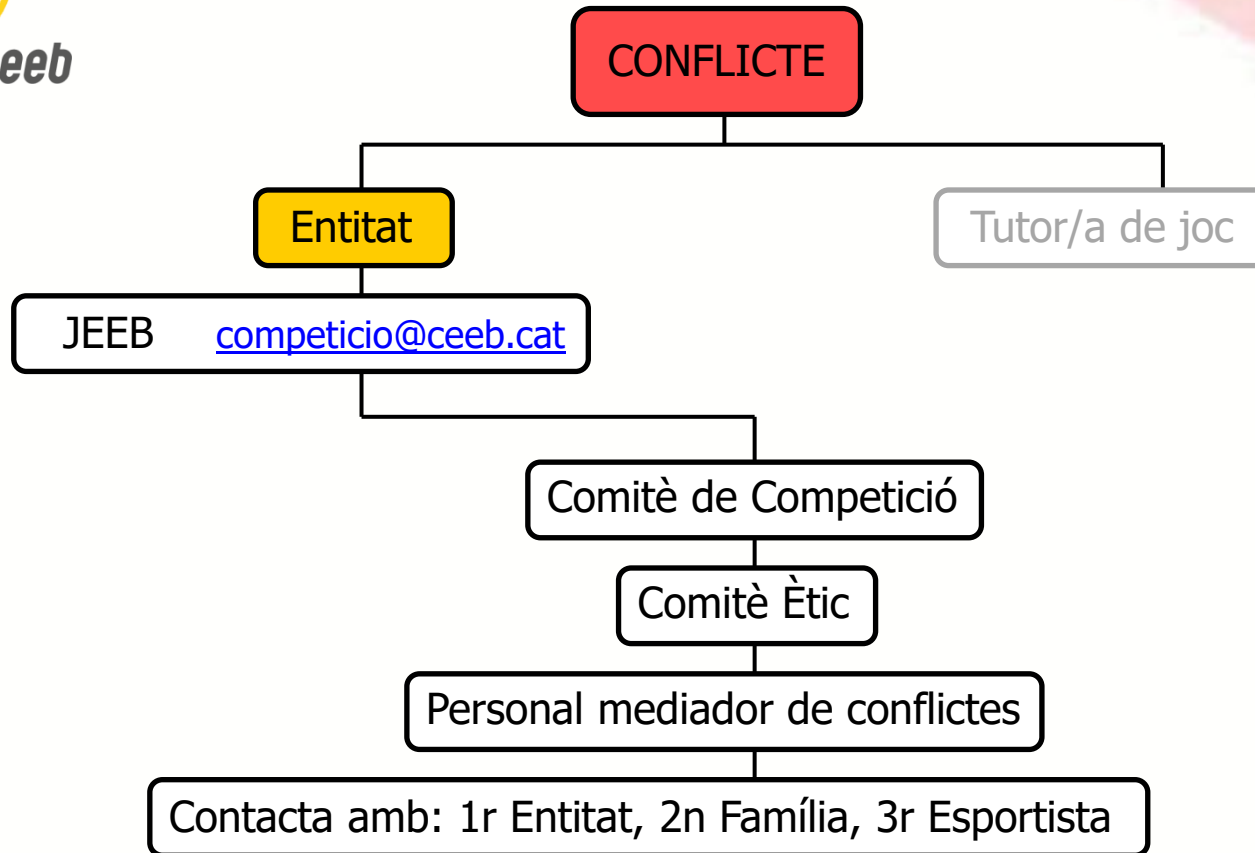 eeb
CONFLICTE
Entitat
Tutor/a de joc
JEEB competicio@ceeb.cat
Comitè de Competició
Comitè Ètic
Personal mediador de conflictes
Contacta amb: 1r Entitat, 2n Família, 3r Esportista